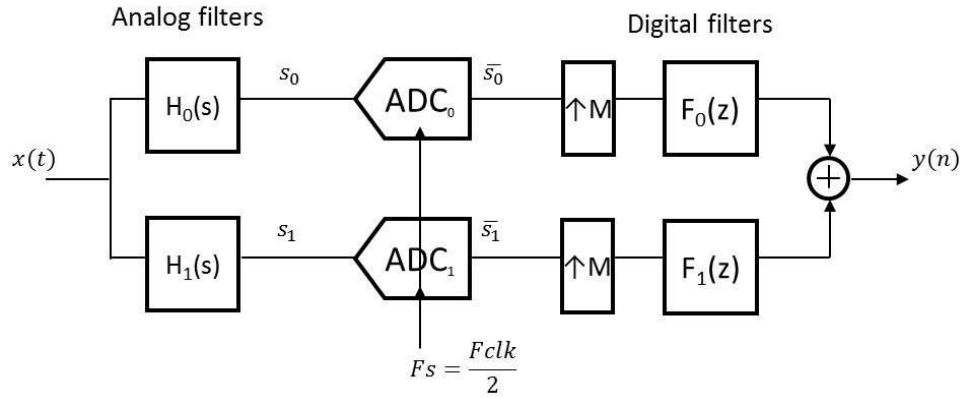 Analog filters
Digital filters
x(t)
H₀(s)
s₀
ADC₀
s̅₀
↑M
F₀(z)
+
y(n)
H₁(s)
s₁
ADC₁
s̅₁
↑M
F₁(z)
Fs = Fclk/2